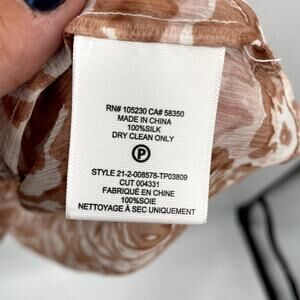 RN# 105230 CA# 58350
MADE IN CHINA
100%SILK
DRY CLEAN ONLY
P
STYLE 21-2-008578-TP03809
CUT 004331
FABRIQUÉ EN CHINE
100%SOIE
NETTOYAGE À SEC UNIQUEMENT